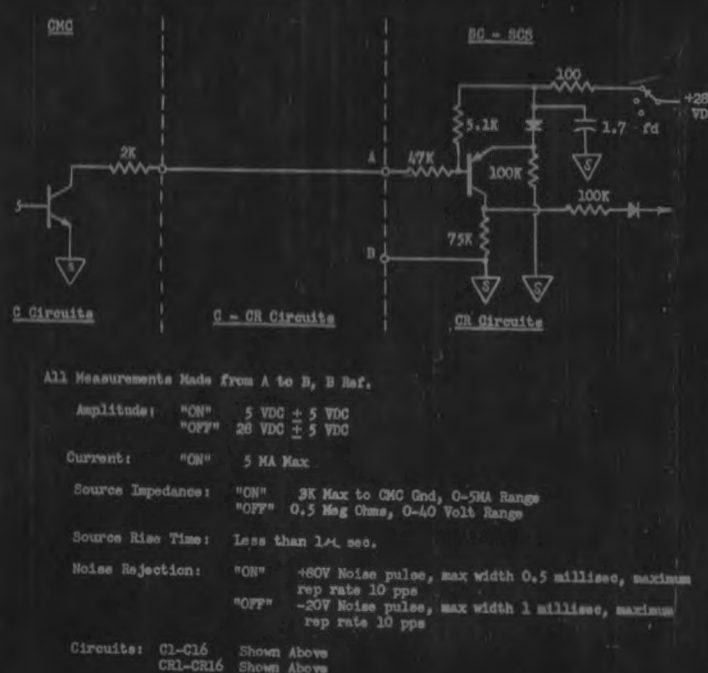 CMC
SC - SCS
100
+28
VD
5.1K
1.7 fd
2K
A
47K
100K
100K
S
75K
B
S
S
S
C Circuits
C - CR Circuits
CR Circuits
All Measurements Made from A to B, B Ref.
Amplitude: "ON" 5 VDC ± 5 VDC
"OFF" 28 VDC ± 5 VDC
Current: "ON" 5 MA Max
Source Impedance: "ON" 3K Max to CMC Gnd, 0-5MA Range
"OFF" 0.5 Meg Ohms, 0-40 Volt Range
Source Rise Time: Less than 1μ sec.
Noise Rejection: "ON" +80V Noise pulse, max width 0.5 millisec, maximum
rep rate 10 pps
"OFF" -20V Noise pulse, max width 1 millisec, maximum
rep rate 10 pps
Circuits: C1-C16 Shown Above
CR1-CR16 Shown Above